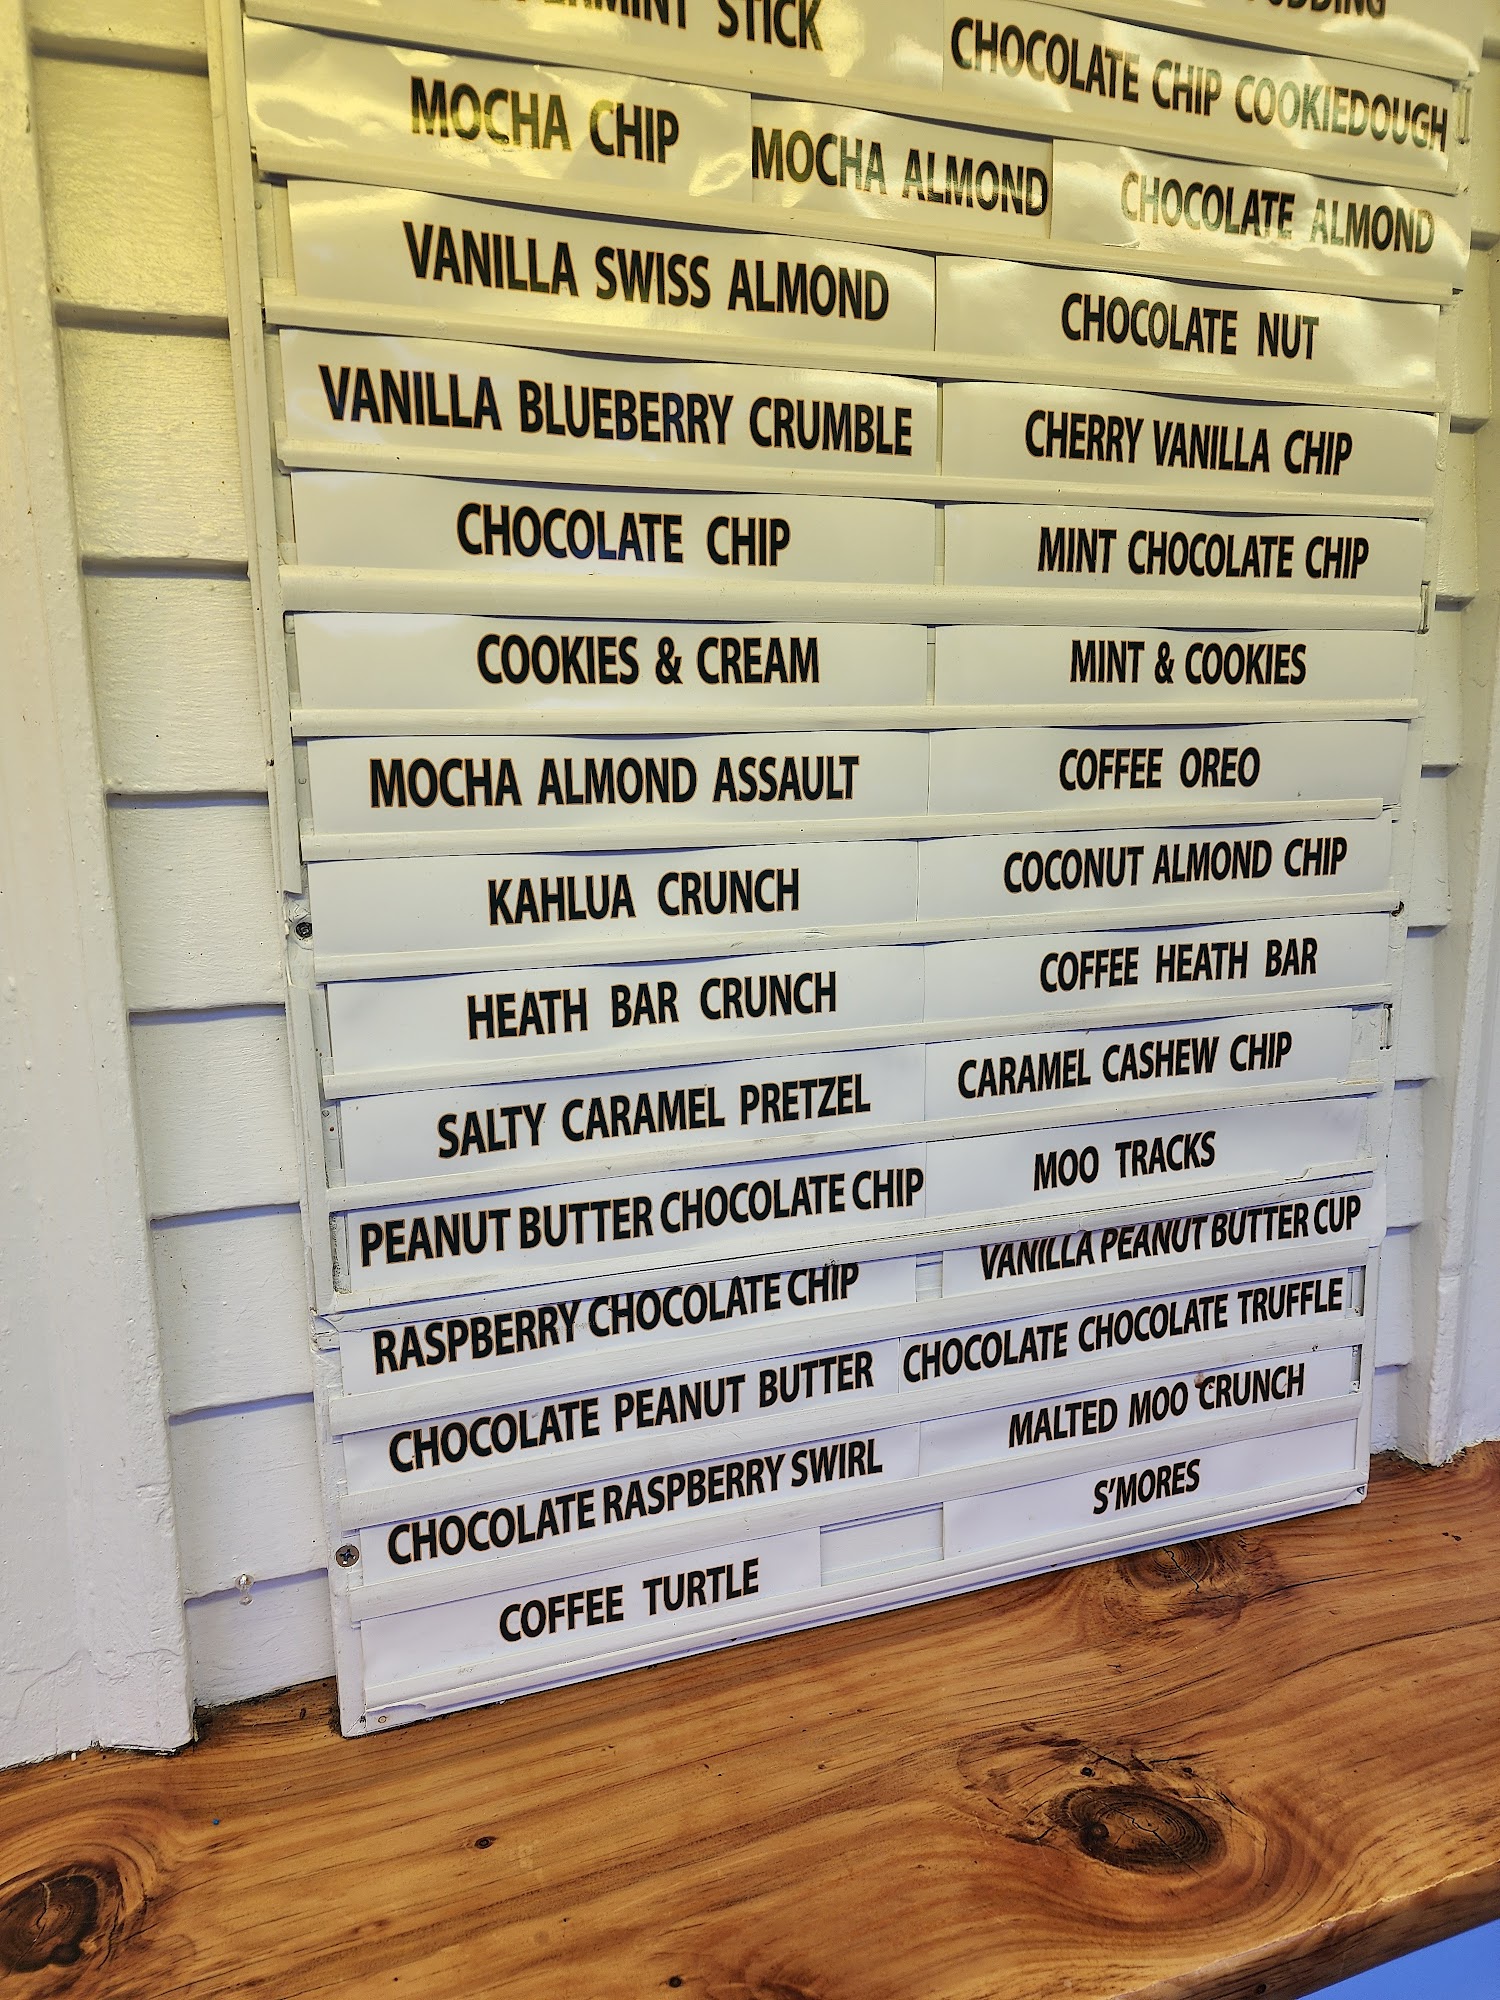 STICK
CHOCOLATE CHIP COOKIEDOUGH
MOCHA CHIP
MOCHA ALMOND
CHOCOLATE ALMOND
VANILLA SWISS ALMOND
CHOCOLATE NUT
VANILLA BLUEBERRY CRUMBLE
CHERRY VANILLA CHIP
CHOCOLATE CHIP
MINT CHOCOLATE CHIP
COOKIES & CREAM
MINT & COOKIES
MOCHA ALMOND ASSAULT
COFFEE OREO
KAHLUA CRUNCH
COCONUT ALMOND CHIP
HEATH BAR CRUNCH
COFFEE HEATH BAR
SALTY CARAMEL PRETZEL
CARAMEL CASHEW CHIP
PEANUT BUTTER CHOCOLATE CHIP
MOO TRACKS
RASPBERRY CHOCOLATE CHIP
VANILLA PEANUT BUTTER CUP
CHOCOLATE PEANUT BUTTER
CHOCOLATE CHOCOLATE TRUFFLE
CHOCOLATE RASPBERRY SWIRL
MALTED MOO CRUNCH
COFFEE TURTLE
S'MORES